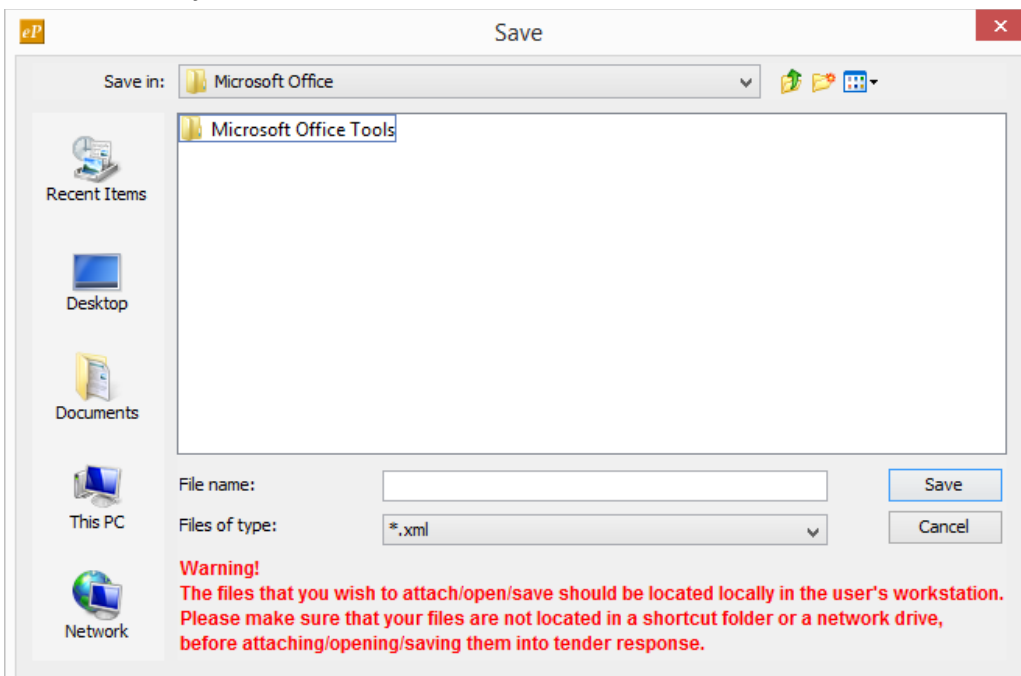 eP
Save
Save in:
Microsoft Office
Microsoft Office Tools
Recent Items
Desktop
Documents
This PC
Network
File name:
Save
Files of type:
*.xml
Cancel
Warning!
The files that you wish to attach/open/save should be located locally in the user's workstation.
Please make sure that your files are not located in a shortcut folder or a network drive,
before attaching/opening/saving them into tender response.